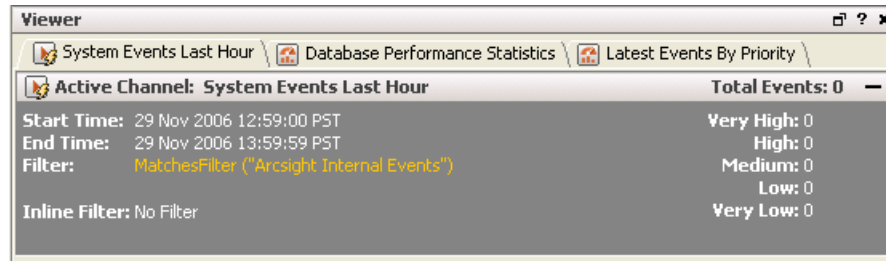 Viewer
System Events Last Hour
Database Performance Statistics
Latest Events By Priority
Active Channel: System Events Last Hour
Total Events: 0
Start Time: 29 Nov 2006 12:59:00 PST
Very High: 0
End Time: 29 Nov 2006 13:59:59 PST
High: 0
Filter: MatchesFilter ("Arcsight Internal Events")
Medium: 0
Low: 0
Inline Filter: No Filter
Very Low: 0